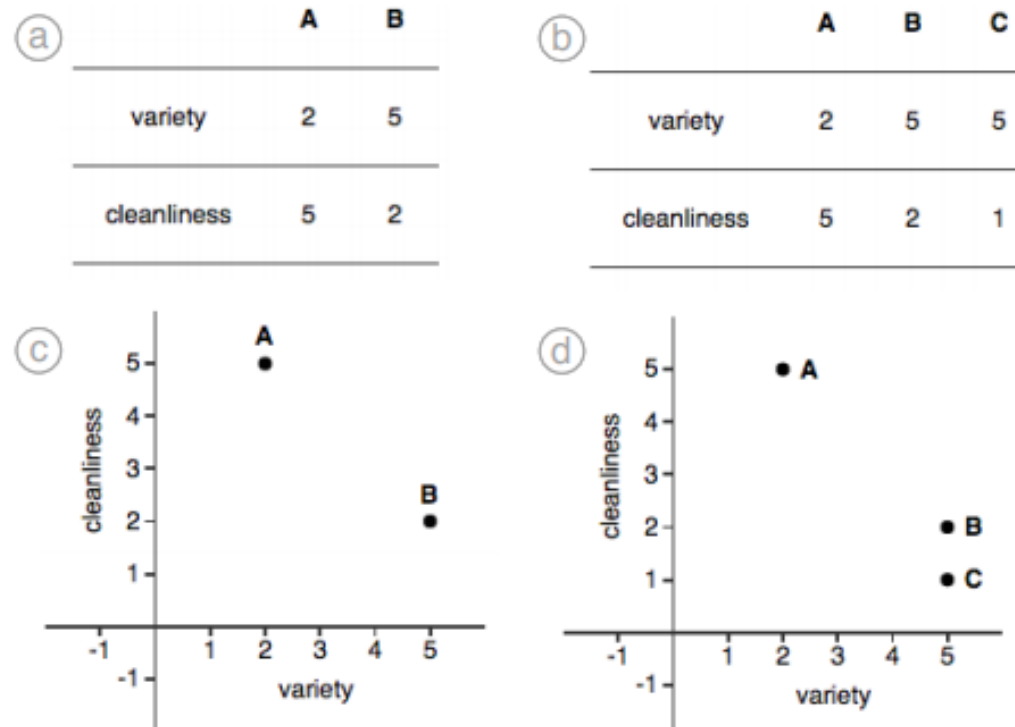 a
A B
variety 2 5
cleanliness 5 2
b
A B C
variety 2 5 5
cleanliness 5 2 1
c
A
5
4
3
B
2
1
cleanliness
-1 1 2 3 4 5
-1
variety
d
5 A
4
3
2 B
1 C
cleanliness
-1 1 2 3 4 5
-1
variety